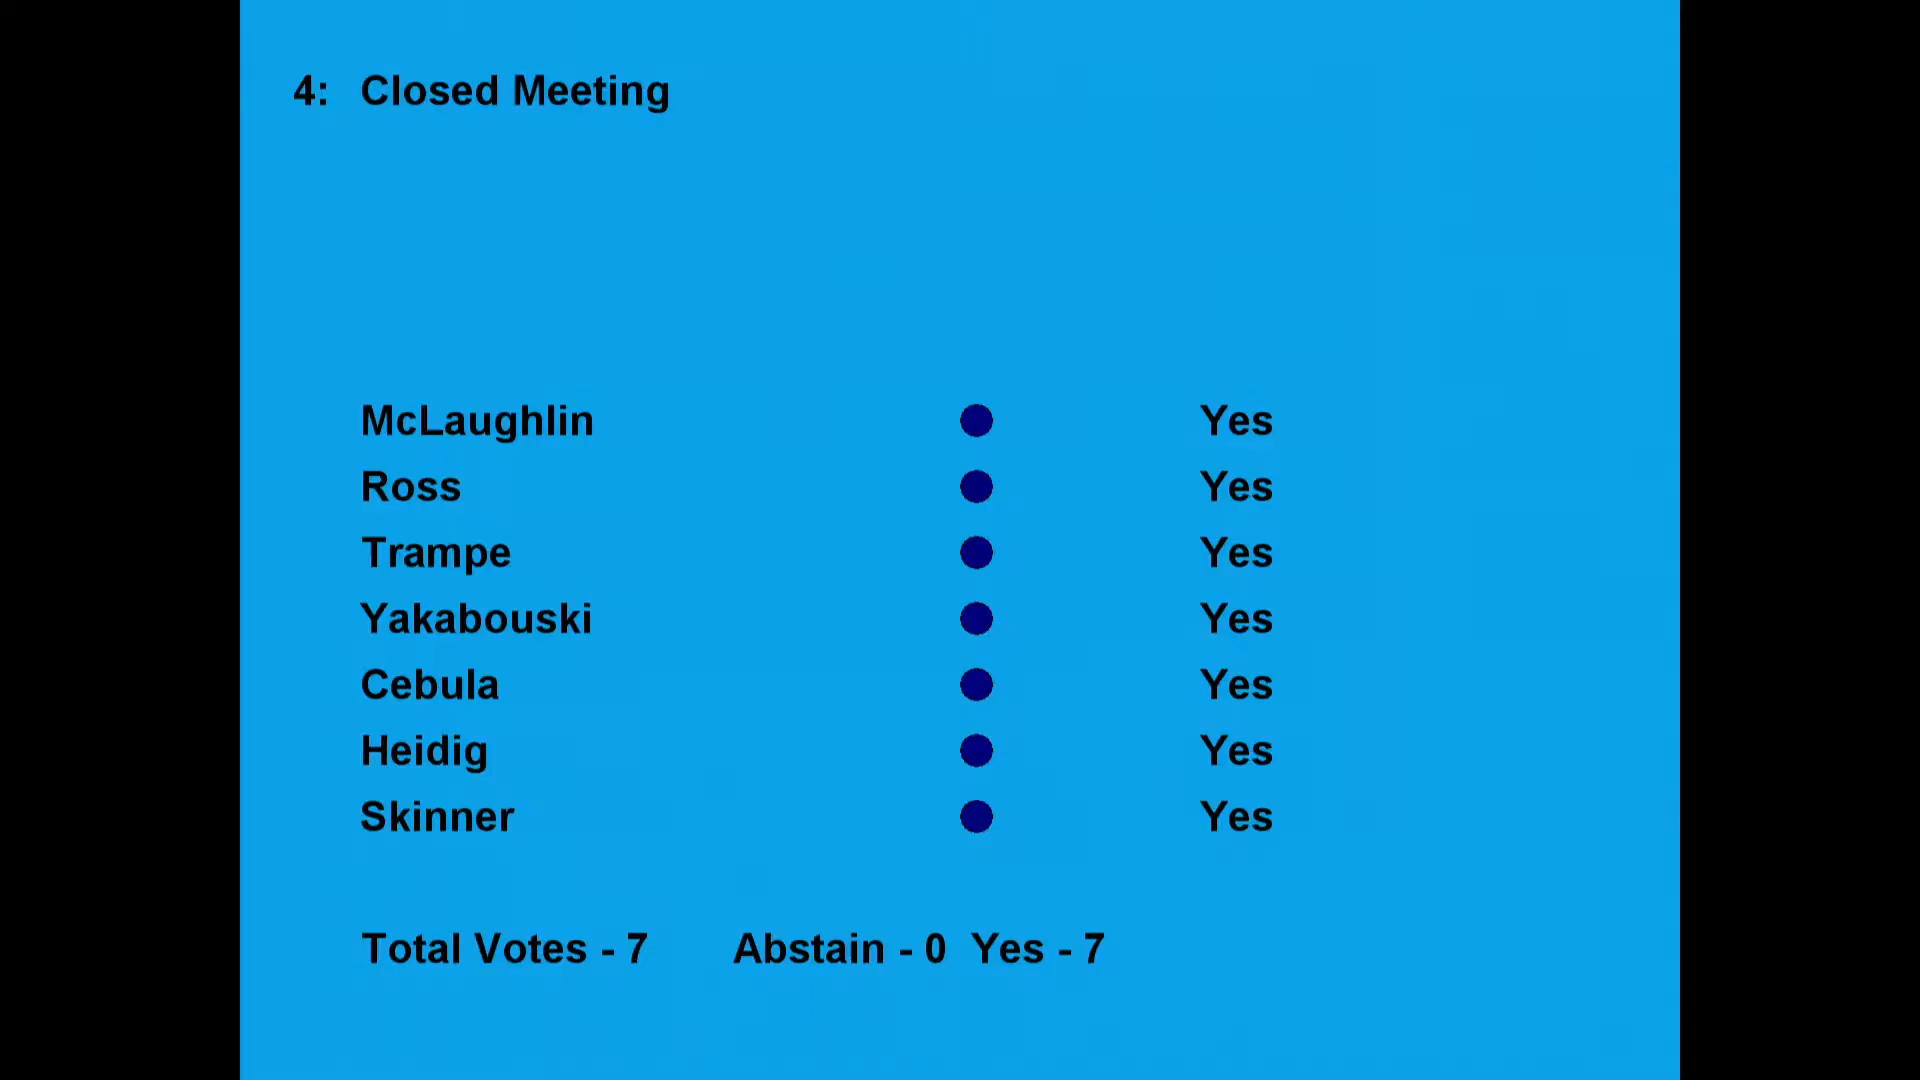 4: Closed Meeting
McLaughlin Yes
Ross Yes
Trampe Yes
Yakabouski Yes
Cebula Yes
Heidig Yes
Skinner Yes
Total Votes - 7 Abstain - 0 Yes - 7